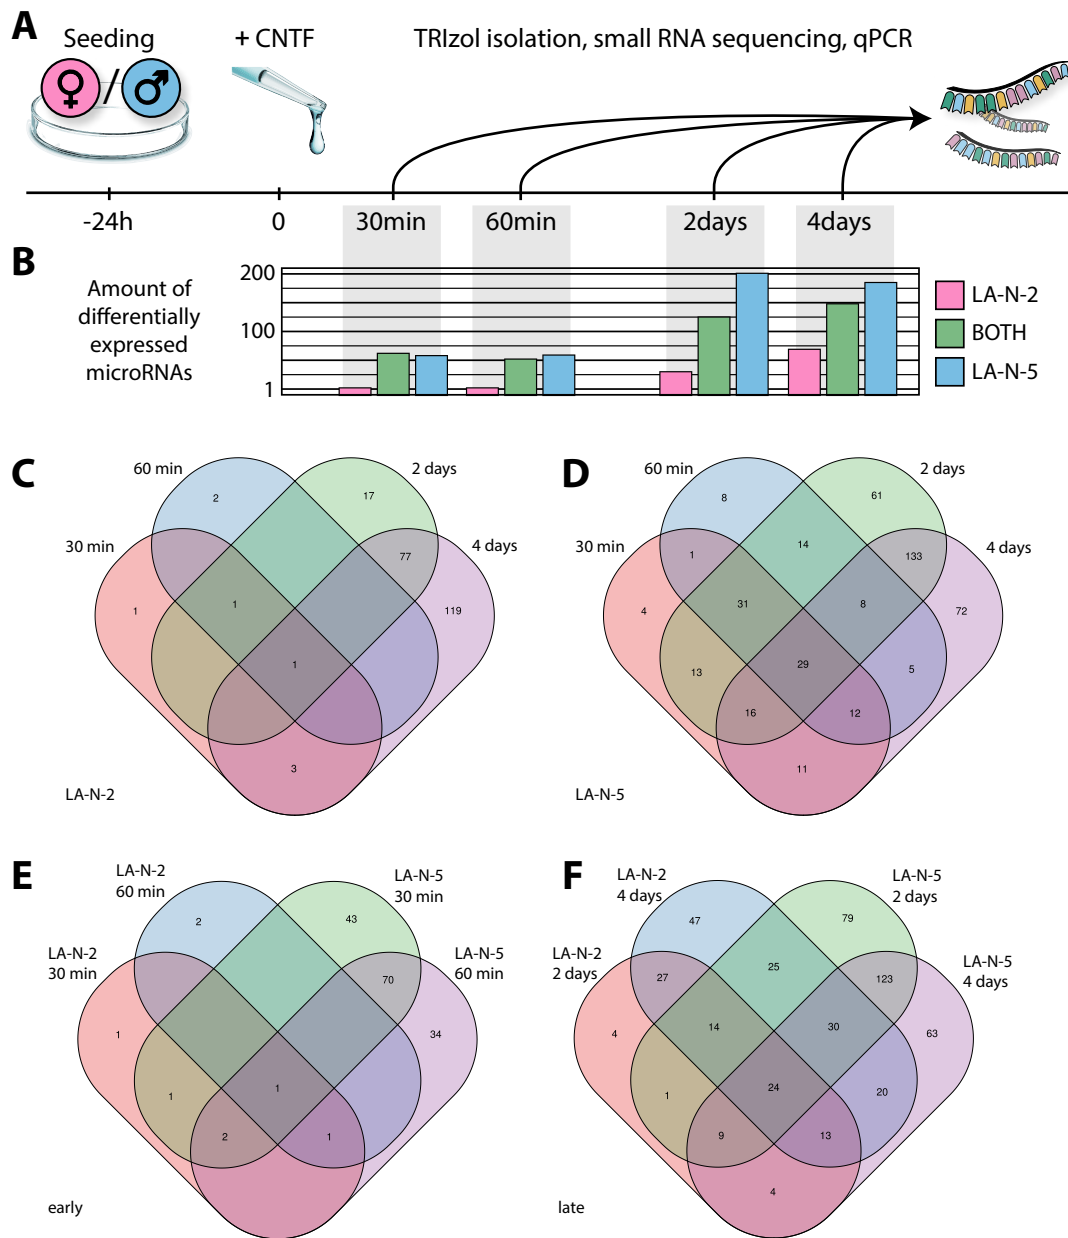 A
Seeding
+ CNTF
TRIzol isolation, small RNA sequencing, qPCR
♀/♂
-24h
0
30min
60min
2days
4days
B
Amount of
differentially
expressed
microRNAs
200
100
1
LA-N-2
BOTH
LA-N-5
C
60 min
2 days
30 min
4 days
2
17
77
1
1
119
1
3
LA-N-2
D
60 min
2 days
30 min
4 days
8
61
1
14
133
4
31
8
72
13
29
5
16
12
11
LA-N-5
E
LA-N-2
60 min
LA-N-5
30 min
LA-N-2
30 min
LA-N-5
60 min
2
43
70
1
34
1
1
2
1
early
F
LA-N-2
4 days
LA-N-5
2 days
LA-N-2
2 days
LA-N-5
4 days
47
79
27
25
123
4
14
30
63
1
24
20
9
13
4
late